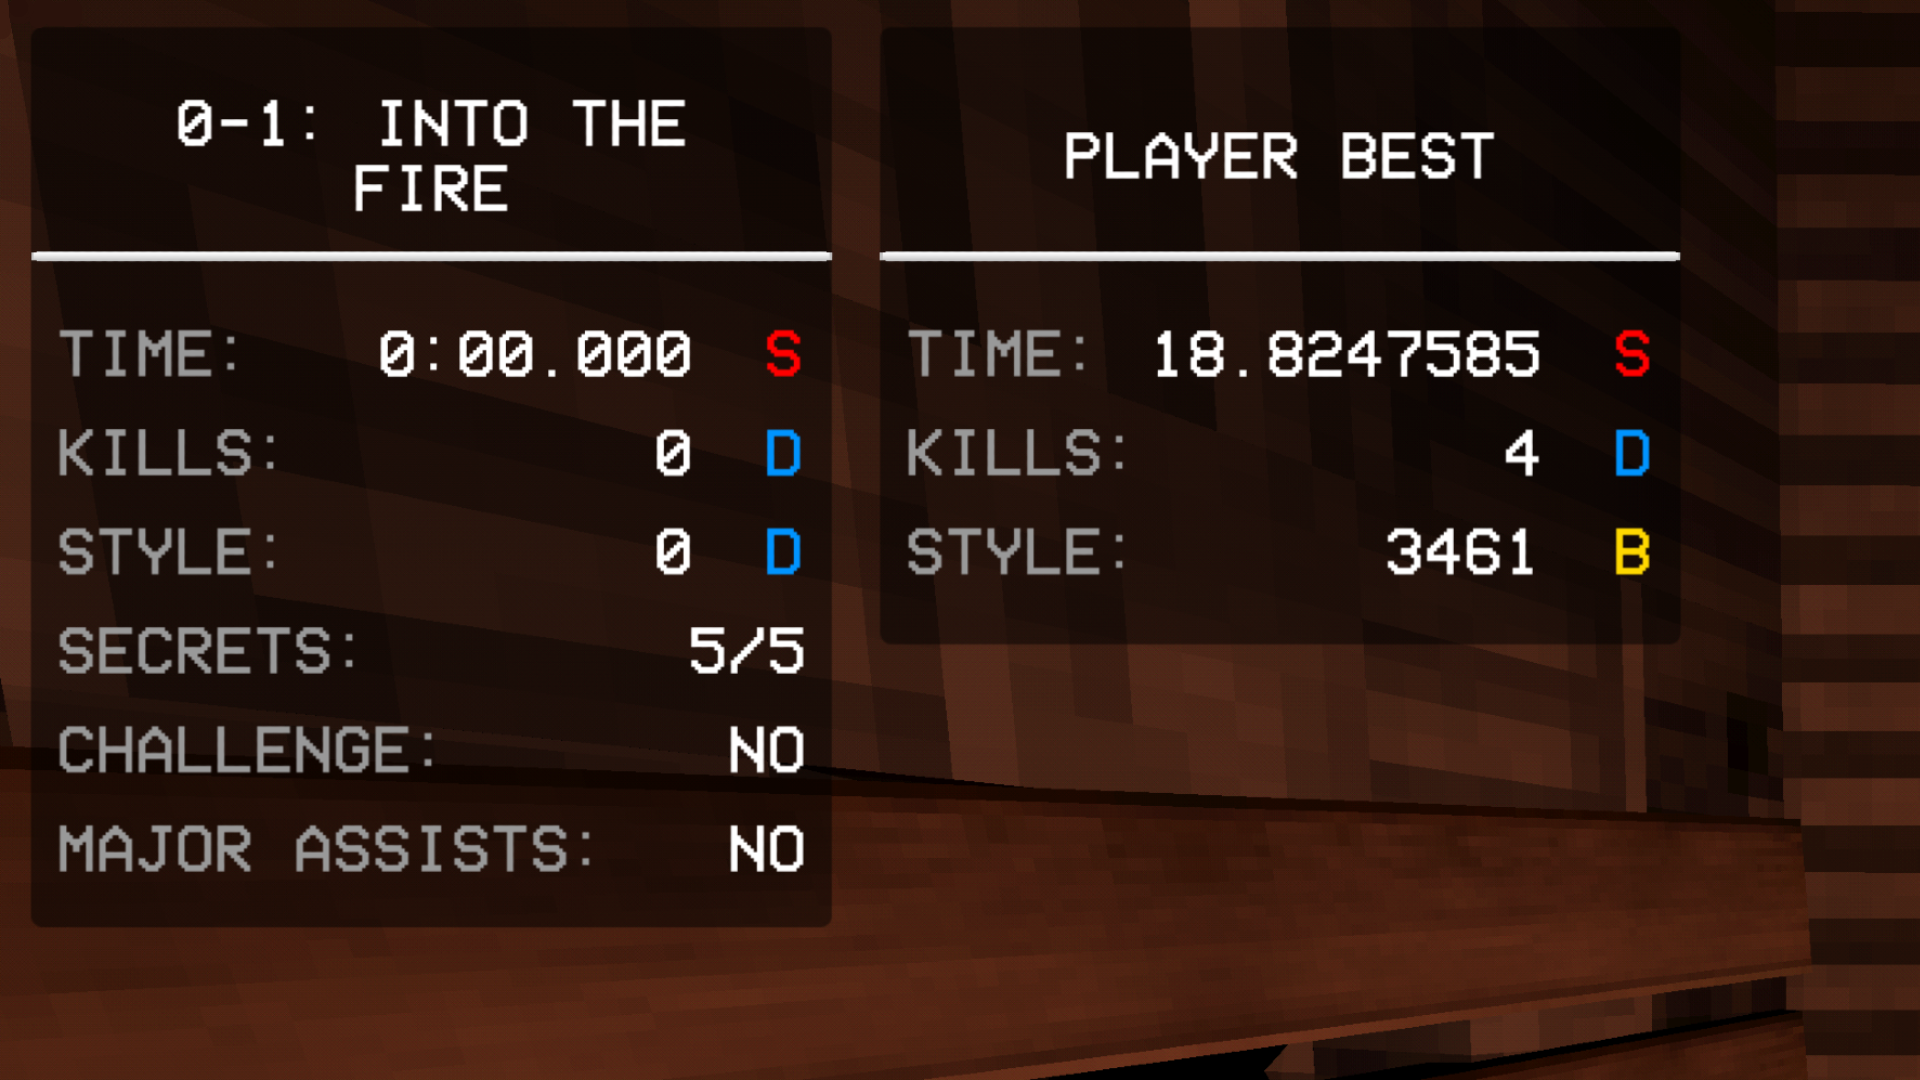 0-1: INTO THE
FIRE
TIME: 0:00.000 S
KILLS: 0 D
STYLE: 0 D
SECRETS: 5/5
CHALLENGE: NO
MAJOR ASSISTS: NO
PLAYER BEST
TIME: 18.8247585 S
KILLS: 4 D
STYLE: 3461 B